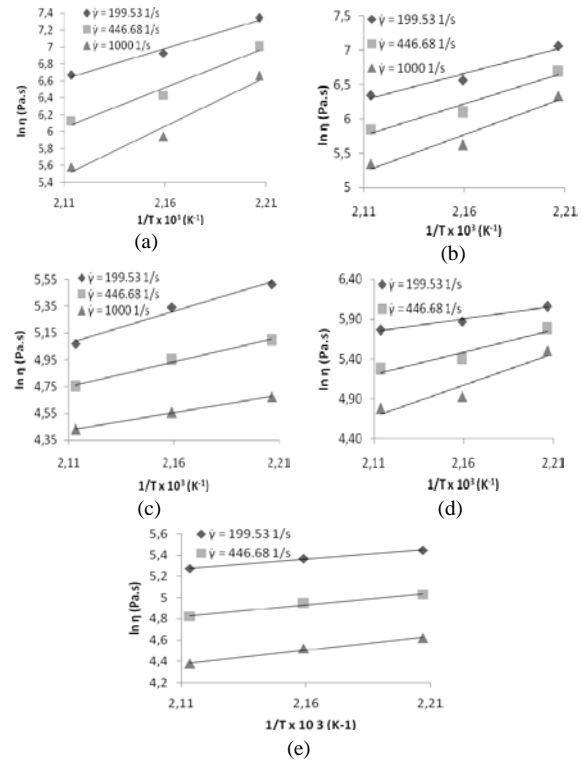 7,4
7,2
7
6,8
6,6
6,4
6,2
6
5,8
5,6
5,4
ln η (Pa.s)
γ̇ = 199.53 1/s
γ̇ = 446.68 1/s
γ̇ = 1000 1/s
2,11 2,16 2,21
1/T x 10³ (K⁻¹)
(a)
7,5
7
6,5
6
5,5
5
ln η (Pa.s)
γ̇ = 199.53 1/s
γ̇ = 446.68 1/s
γ̇ = 1000 1/s
2,11 2,16 2,21
1/T x 10³ (K⁻¹)
(b)
5,55
5,35
5,15
4,95
4,75
4,55
4,35
ln η (Pa.s)
γ̇ = 199.53 1/s
γ̇ = 446.68 1/s
γ̇ = 1000 1/s
2,11 2,16 2,21
1/T x 10³ (K⁻¹)
(c)
6,40
5,90
5,40
4,90
4,40
ln η (Pa.s)
γ̇ = 199.53 1/s
γ̇ = 446.68 1/s
2,11 2,16 2,21
1/T x 10³ (K⁻¹)
(d)
5,6
5,4
5,2
5
4,8
4,6
4,4
4,2
ln η (Pa.s)
γ̇ = 199.53 1/s
γ̇ = 446.68 1/s
2,11 2,16 2,21
1/T x 10 3 (K-1)
(e)